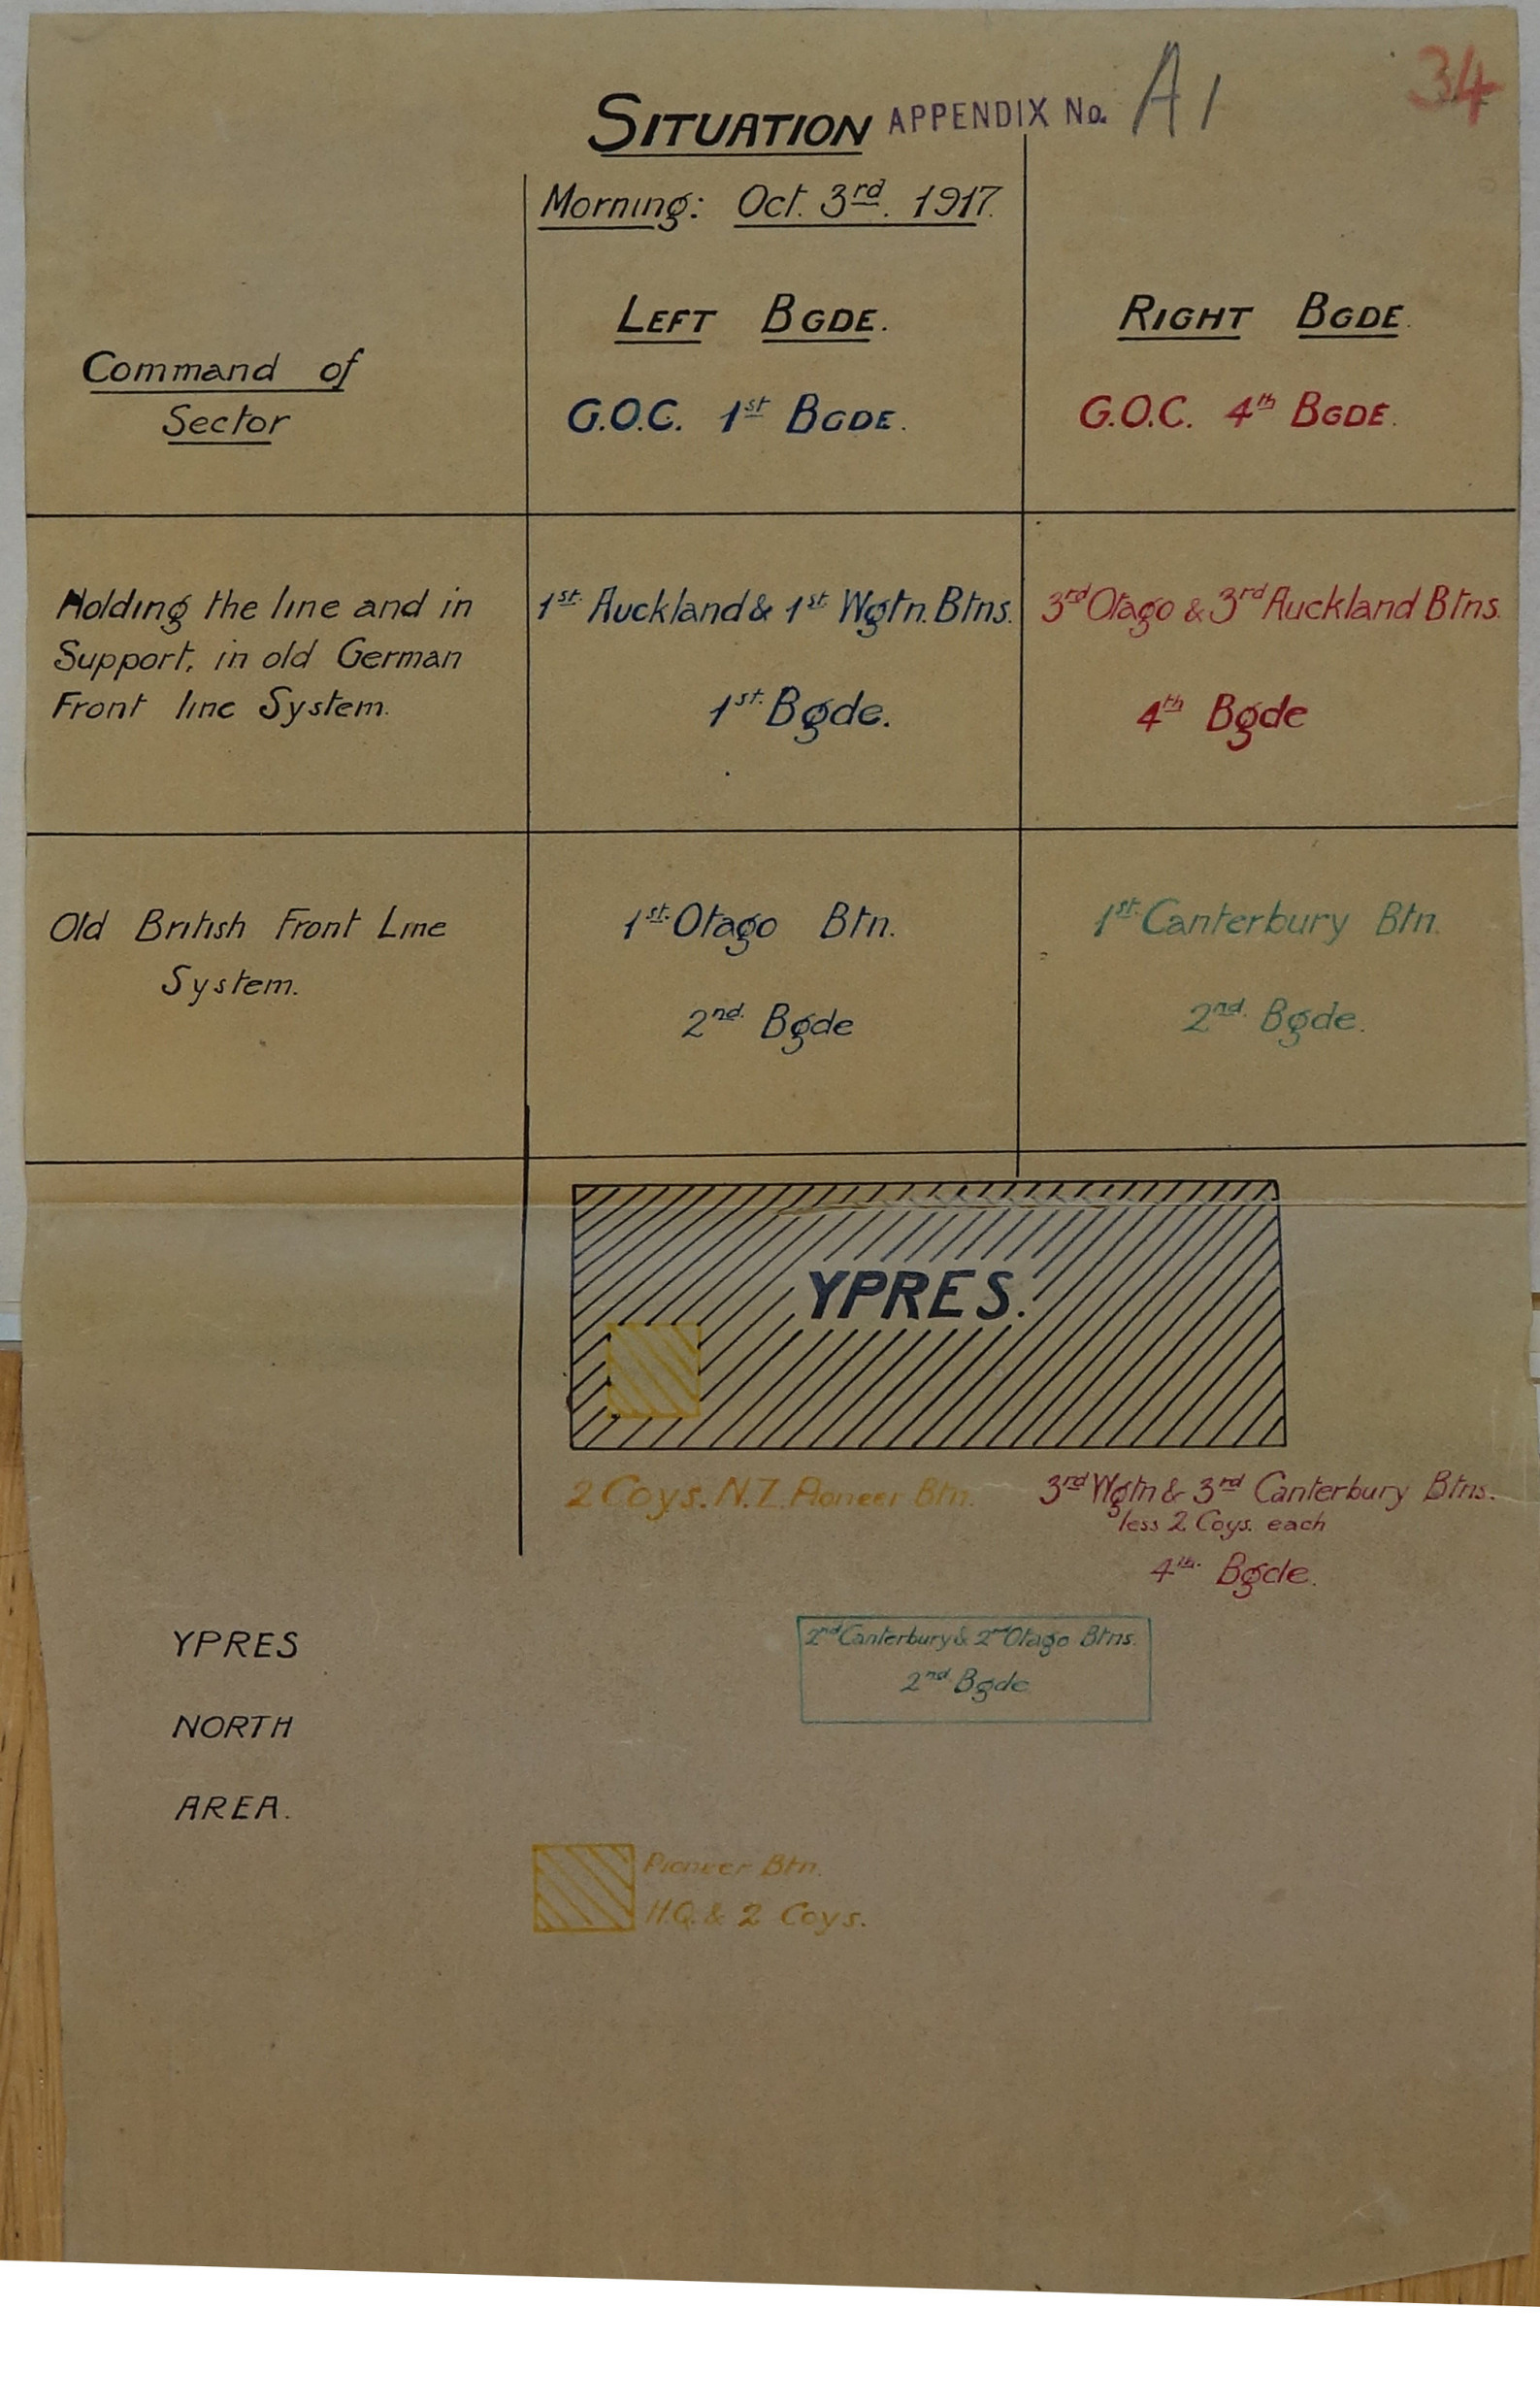 SITUATION APPENDIX No. A1 34
Morning: Oct. 3rd. 1917.
LEFT BGDE. RIGHT BGDE.
Command of
Sector
G.O.C. 1st BGDE. G.O.C. 4th BGDE.
Holding the line and in
Support, in old German
Front line System.
1st. Auckland & 1st Wgtn. Btns.
1st. Bgde.
3rd Otago & 3rd Auckland Btns.
4th Bgde
Old British Front Line
System.
1st. Otago Btn.
2nd. Bgde
1st. Canterbury Btn.
2nd. Bgde.
YPRES.
2 Coys. N.Z. Pioneer Btn.
3rd Wgtn & 3rd Canterbury Btns.
less 2 Coys. each
4th. Bgde.
YPRES
NORTH
AREA.
2nd Canterbury & 2nd Otago Btns.
2nd Bgde
Pioneer Btn.
H.Q. & 2 Coys.